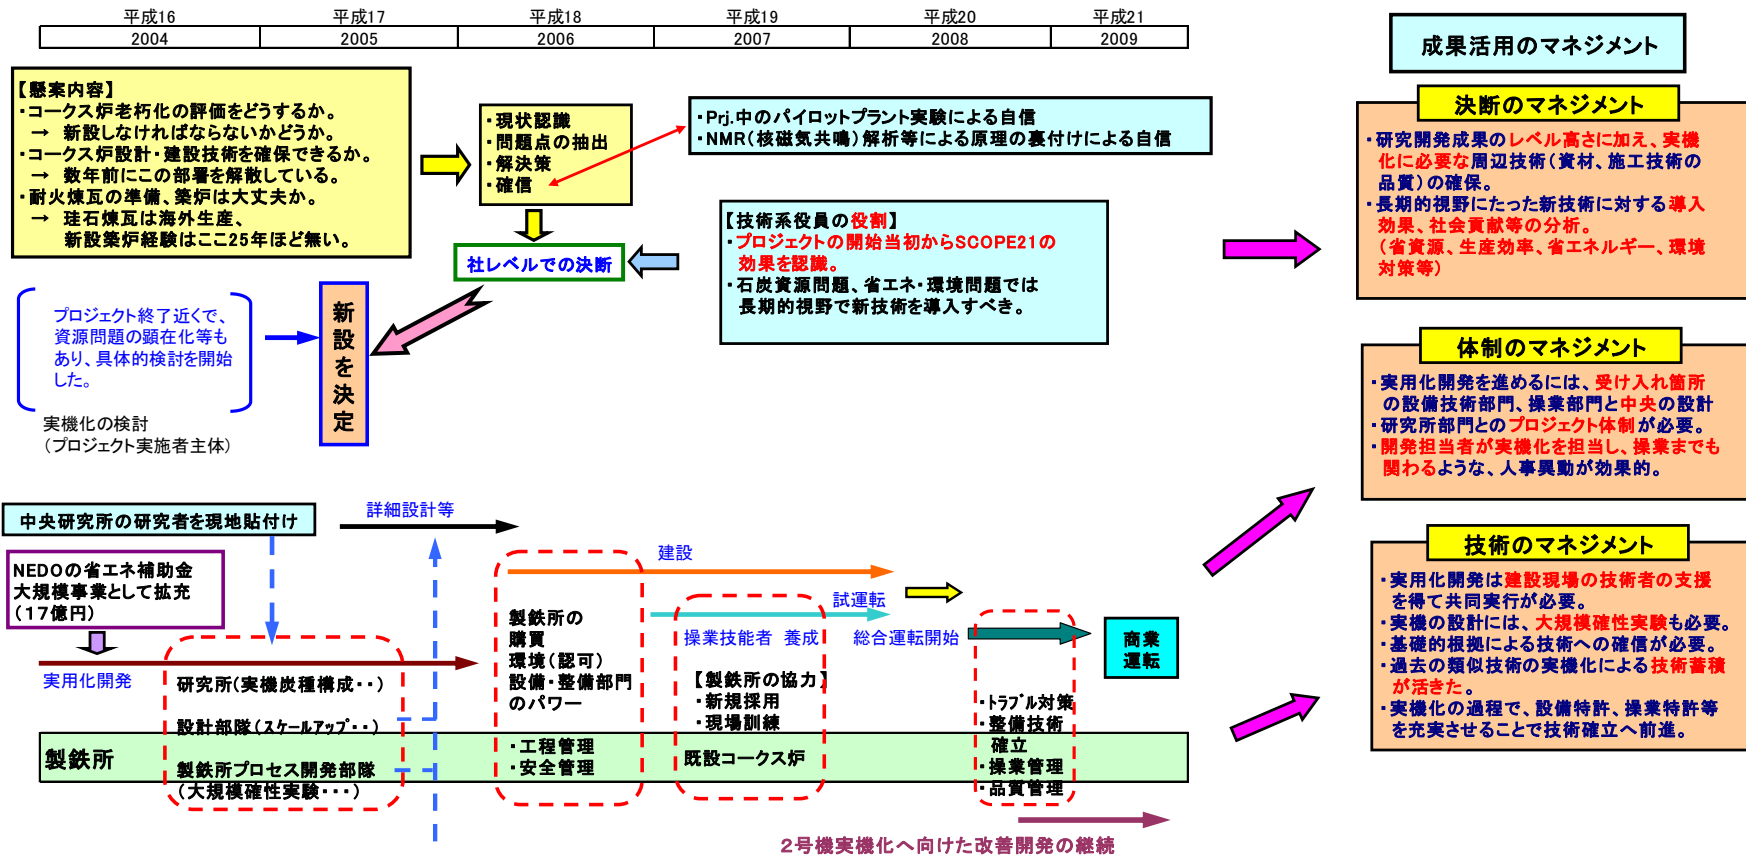 平成16 平成17 平成18 平成19 平成20 平成21
2004 2005 2006 2007 2008 2009
【懸案内容】
・コークス炉老朽化の評価をどうするか。
→ 新設しなければならないかどうか。
・コークス炉設計・建設技術を確保できるか。
→ 数年前にこの部署を解散している。
・耐火煉瓦の準備、築炉は大丈夫か。
→ 珪石煉瓦は海外生産、
新設築炉経験はここ25年ほど無い。
・現状認識
・問題点の抽出
・解決策
・確信
・Prj.中のパイロットプラント実験による自信
・NMR(核磁気共鳴)解析等による原理の裏付けによる自信
【技術系役員の役割】
・プロジェクトの開始当初からSCOPE21の
効果を認識。
・石炭資源問題、省エネ・環境問題では
長期的視野で新技術を導入すべき。
社レベルでの決断
プロジェクト終了近くで、
資源問題の顕在化等も
あり、具体的検討を開始
した。
実機化の検討
(プロジェクト実施者主体)
新設を決定
中央研究所の研究者を現地貼付け
詳細設計等
NEDOの省エネ補助金
大規模事業として拡充
(17億円)
実用化開発
研究所(実機炭種構成・・)
設計部隊(スケールアップ・・)
製鉄所
製鉄所プロセス開発部隊
(大規模確性実験・・・)
建設
製鉄所の
購買
環境(認可)
設備・整備部門
のパワー
・工程管理
・安全管理
試運転
操業技能者 養成
総合運転開始
【製鉄所の協力】
・新規採用
・現場訓練
既設コークス炉
商業
運転
・トラブル対策
・整備技術
確立
・操業管理
・品質管理
2号機実機化へ向けた改善開発の継続
成果活用のマネジメント
決断のマネジメント
・研究開発成果のレベル高さに加え、実機
化に必要な周辺技術(資材、施工技術の
品質)の確保。
・長期的視野にたった新技術に対する導入
効果、社会貢献等の分析。
(省資源、生産効率、省エネルギー、環境
対策等)
体制のマネジメント
・実用化開発を進めるには、受け入れ箇所
の設備技術部門、操業部門と中央の設計
・研究所部門とのプロジェクト体制が必要。
・開発担当者が実機化を担当し、操業までも
関わるような、人事異動が効果的。
技術のマネジメント
・実用化開発は建設現場の技術者の支援
を得て共同実行が必要。
・実機の設計には、大規模確性実験も必要。
・基礎的根拠による技術への確信が必要。
・過去の類似技術の実機化による技術蓄積
が活きた。
・実機化の過程で、設備特許、操業特許等
を充実させることで技術確立へ前進。